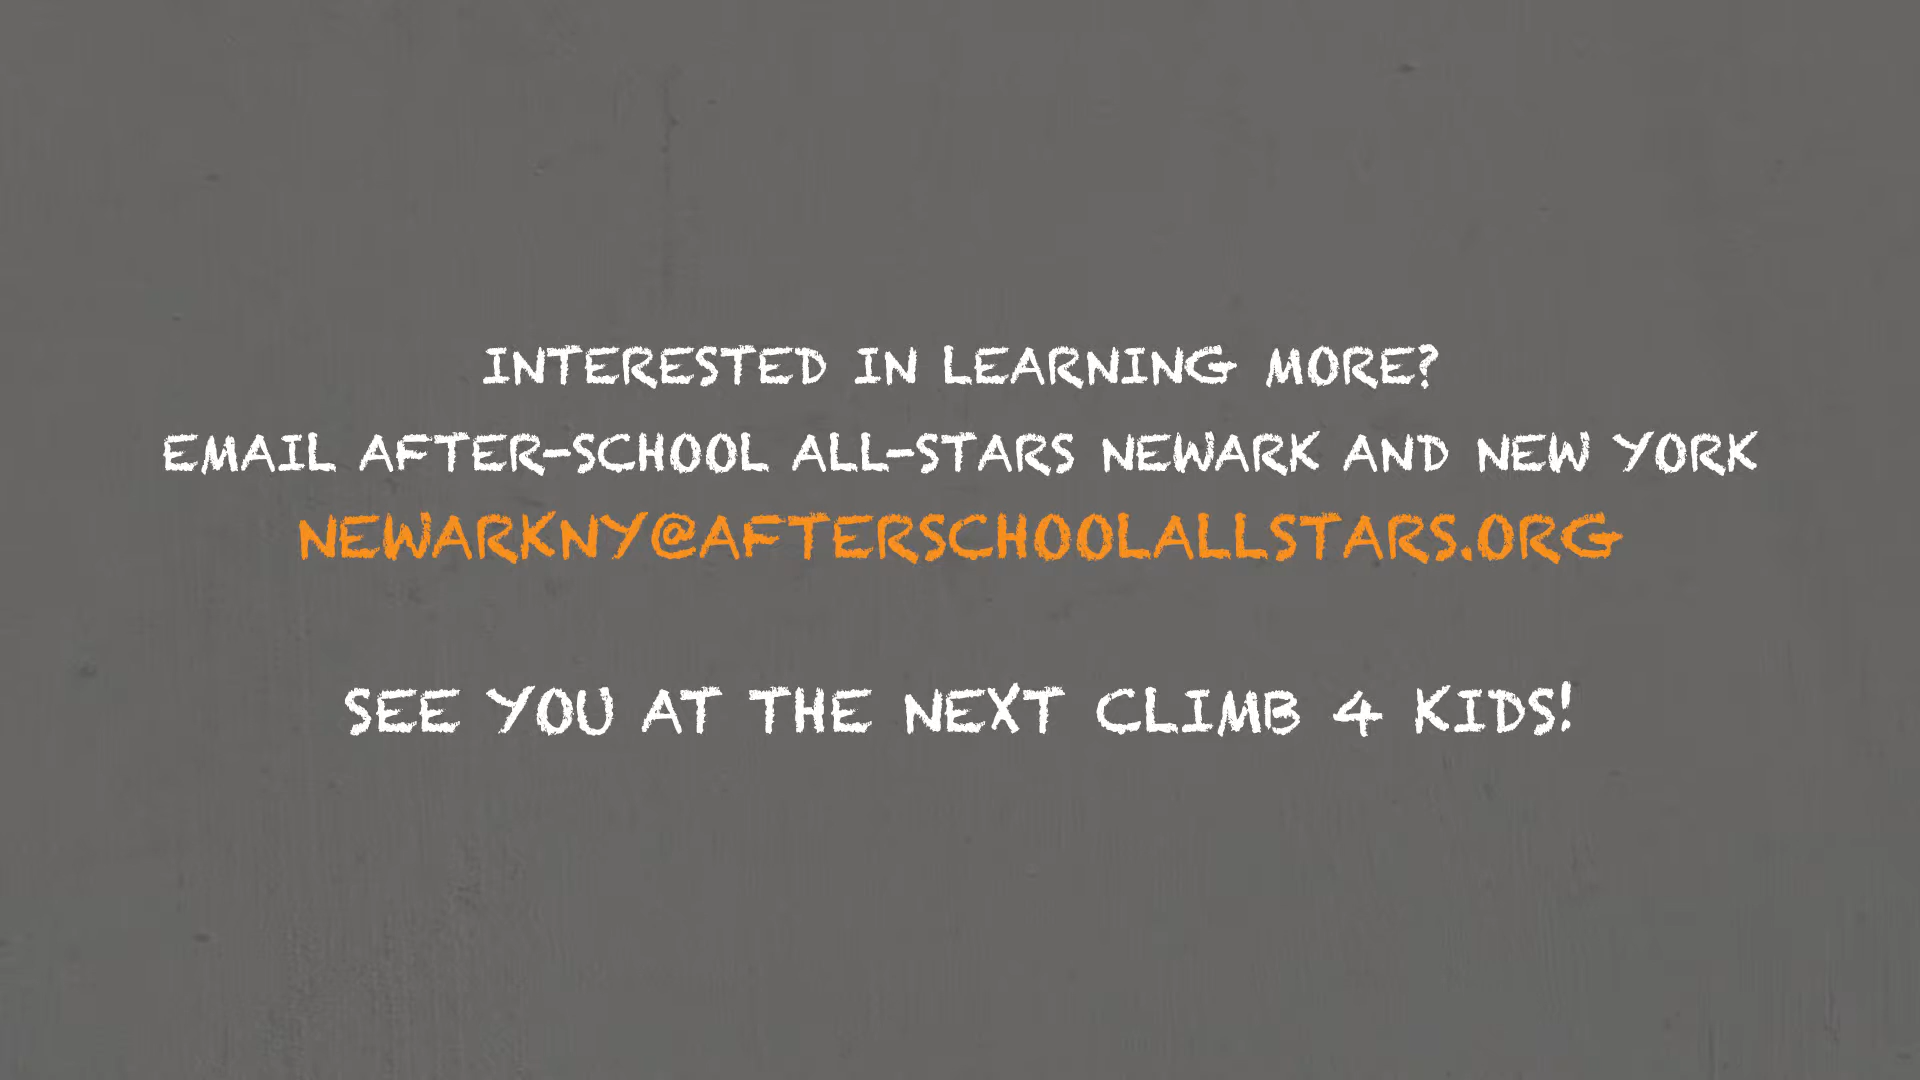 INTERESTED IN LEARNING MORE?
EMAIL AFTER-SCHOOL ALL-STARS NEWARK AND NEW YORK
NEWARKNY@AFTERSCHOOLALLSTARS.ORG
SEE YOU AT THE NEXT CLIMB 4 KIDS!